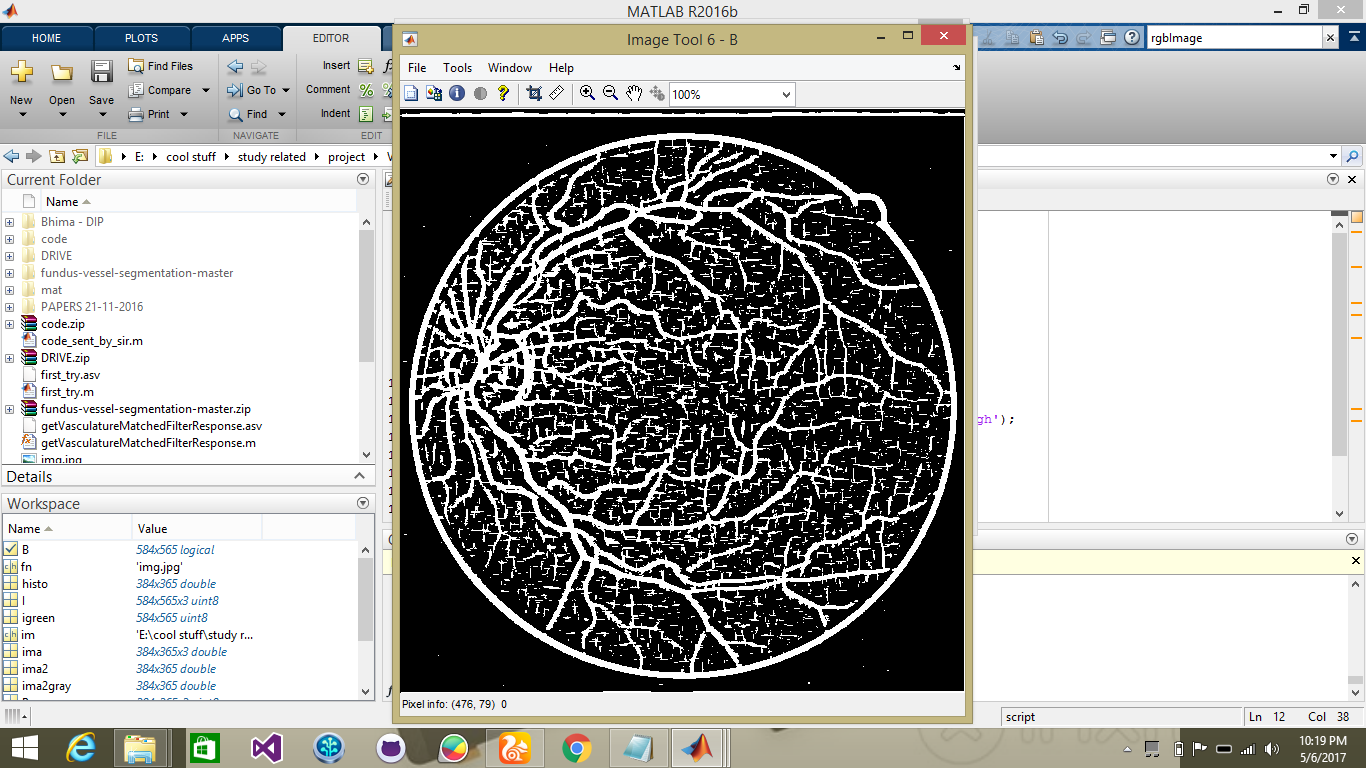 MATLAB R2016b
HOME PLOTS APPS EDITOR
rgbImage
Image Tool 6 - B
File Tools Window Help
100%
New Open Save
Find Files
Compare
Print
FILE
Go To
Find
NAVIGATE
Insert
Comment
Indent
EDIT
E: cool stuff study related project
Current Folder
Name
Bhima - DIP
code
DRIVE
fundus-vessel-segmentation-master
mat
PAPERS 21-11-2016
code.zip
code_sent_by_sir.m
DRIVE.zip
first_try.asv
first_try.m
fundus-vessel-segmentation-master.zip
getVasculatureMatchedFilterResponse.asv
getVasculatureMatchedFilterResponse.m
img.jpg
Details
Workspace
Name Value
B 584x565 logical
fn 'img.jpg'
histo 384x365 double
I 584x565x3 uint8
igreen 584x565 uint8
im 'E:\cool stuff\study r...
ima 384x365x3 double
ima2 384x365 double
ima2gray 384x365 double
gh');
Pixel info: (476, 79) 0
script
Ln 12 Col 38
10:19 PM
5/6/2017